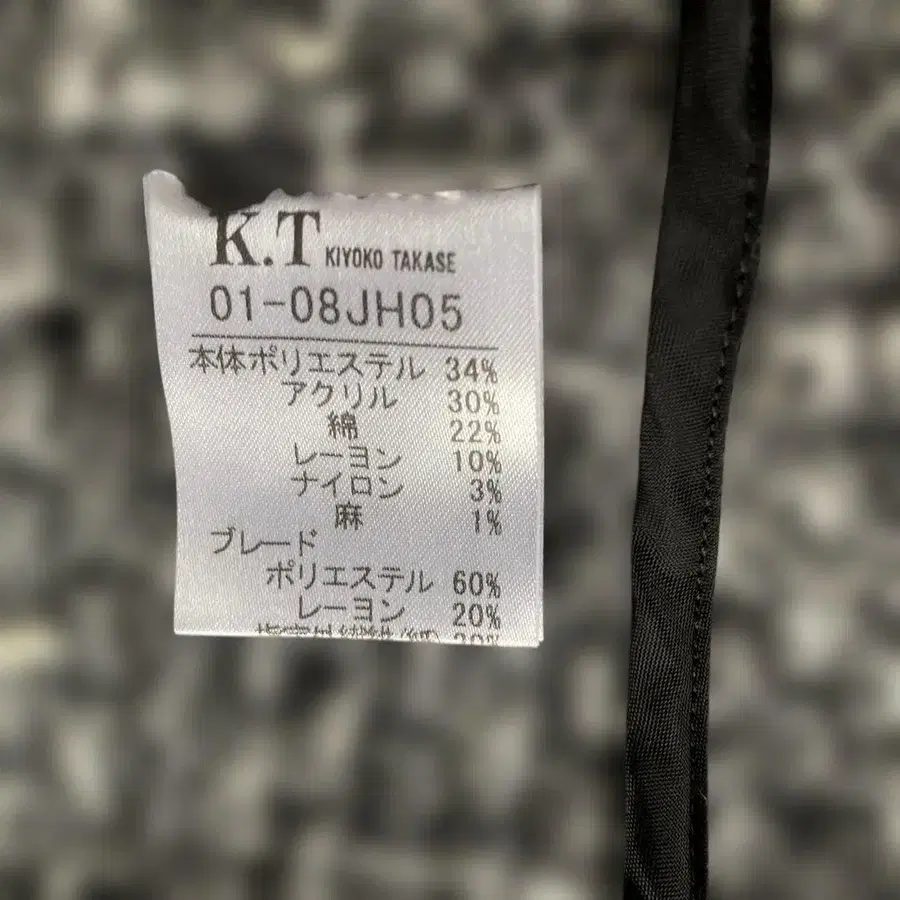 K.T KIYOKO TAKASE
01-08JH05
本体ポリエステル 34%
アクリル 30%
綿 22%
レーヨン 10%
ナイロン 3%
麻 1%
ブレード
ポリエステル 60%
レーヨン 20%